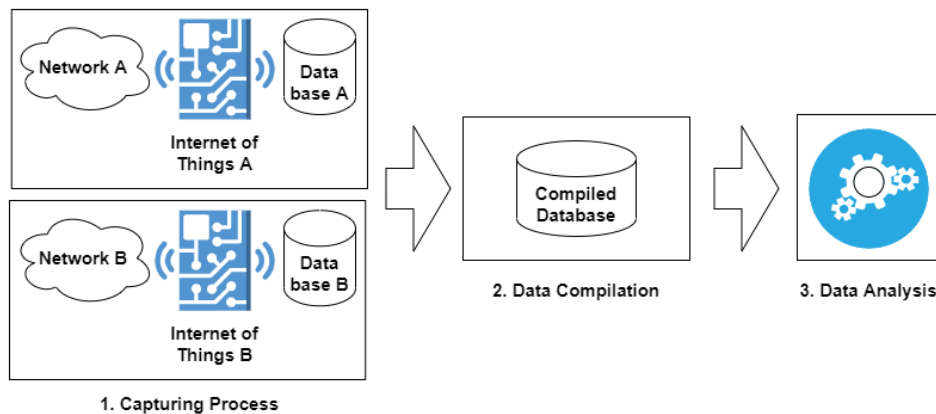 Network A
Data
base A
Internet of
Things A
Network B
Data
base B
Internet of
Things B
1. Capturing Process
Compiled
Database
2. Data Compilation
3. Data Analysis